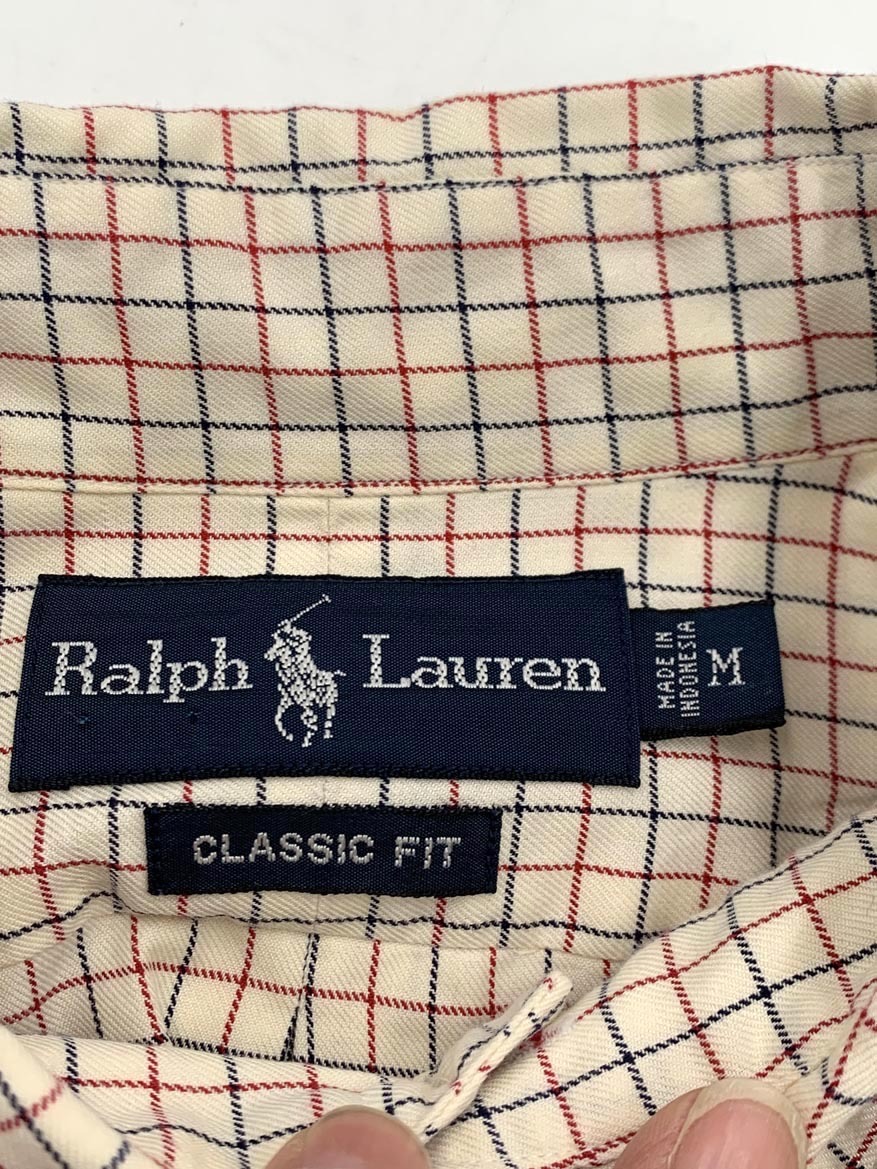 Ralph Lauren
MADE IN
INDONESIA
M
CLASSIC FIT